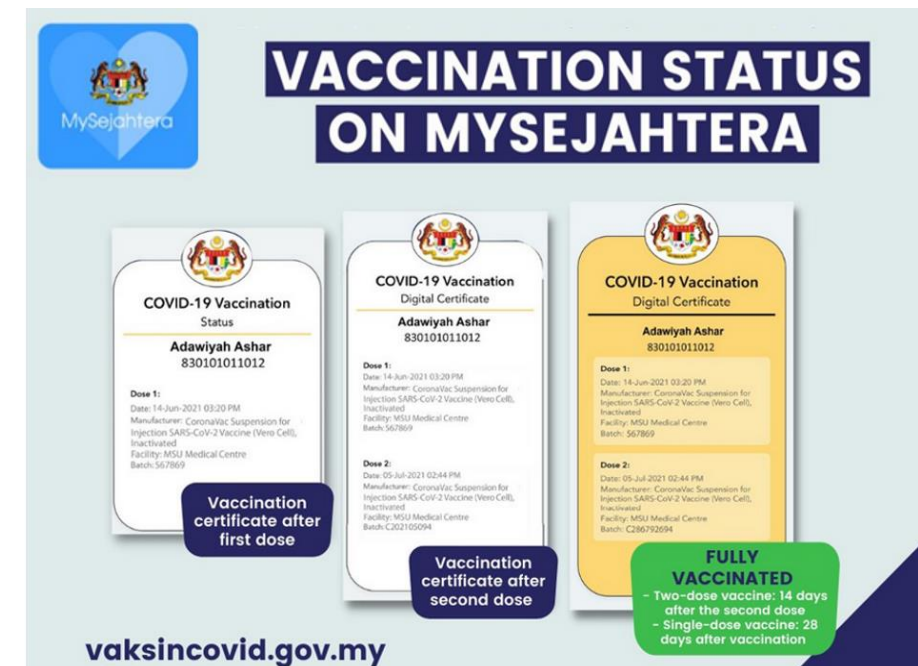 MySejahtera
VACCINATION STATUS
ON MYSEJAHTERA
COVID-19 Vaccination
Status
Adawiyah Ashar
830101011012
Dose 1:
Date: 14-Jun-2021 03:20 PM
Manufacturer: CoronaVac Suspension for
Injection SARS-CoV-2 Vaccine (Vero Cell),
Inactivated
Facility: MSU Medical Centre
Batch: S67869
Vaccination
certificate after
first dose
COVID-19 Vaccination
Digital Certificate
Adawiyah Ashar
830101011012
Dose 1:
Date: 14-Jun-2021 03:20 PM
Manufacturer: CoronaVac Suspension for
Injection SARS-CoV-2 Vaccine (Vero Cell),
Inactivated
Facility: MSU Medical Centre
Batch: S67869
Dose 2:
Date: 05-Jul-2021 02:44 PM
Manufacturer: CoronaVac Suspension for
Injection SARS-CoV-2 Vaccine (Vero Cell),
Inactivated
Facility: MSU Medical Centre
Batch: C202105094
Vaccination
certificate after
second dose
COVID-19 Vaccination
Digital Certificate
Adawiyah Ashar
830101011012
Dose 1:
Date: 14-Jun-2021 03:20 PM
Manufacturer: CoronaVac Suspension for
Injection SARS-CoV-2 Vaccine (Vero Cell),
Inactivated
Facility: MSU Medical Centre
Batch: S67869
Dose 2:
Date: 05-Jul-2021 02:44 PM
Manufacturer: CoronaVac Suspension for
Injection SARS-CoV-2 Vaccine (Vero Cell),
Inactivated
Facility: MSU Medical Centre
Batch: C286792694
FULLY
VACCINATED
- Two-dose vaccine: 14 days
after the second dose
- Single-dose vaccine: 28
days after vaccination
vaksincovid.gov.my